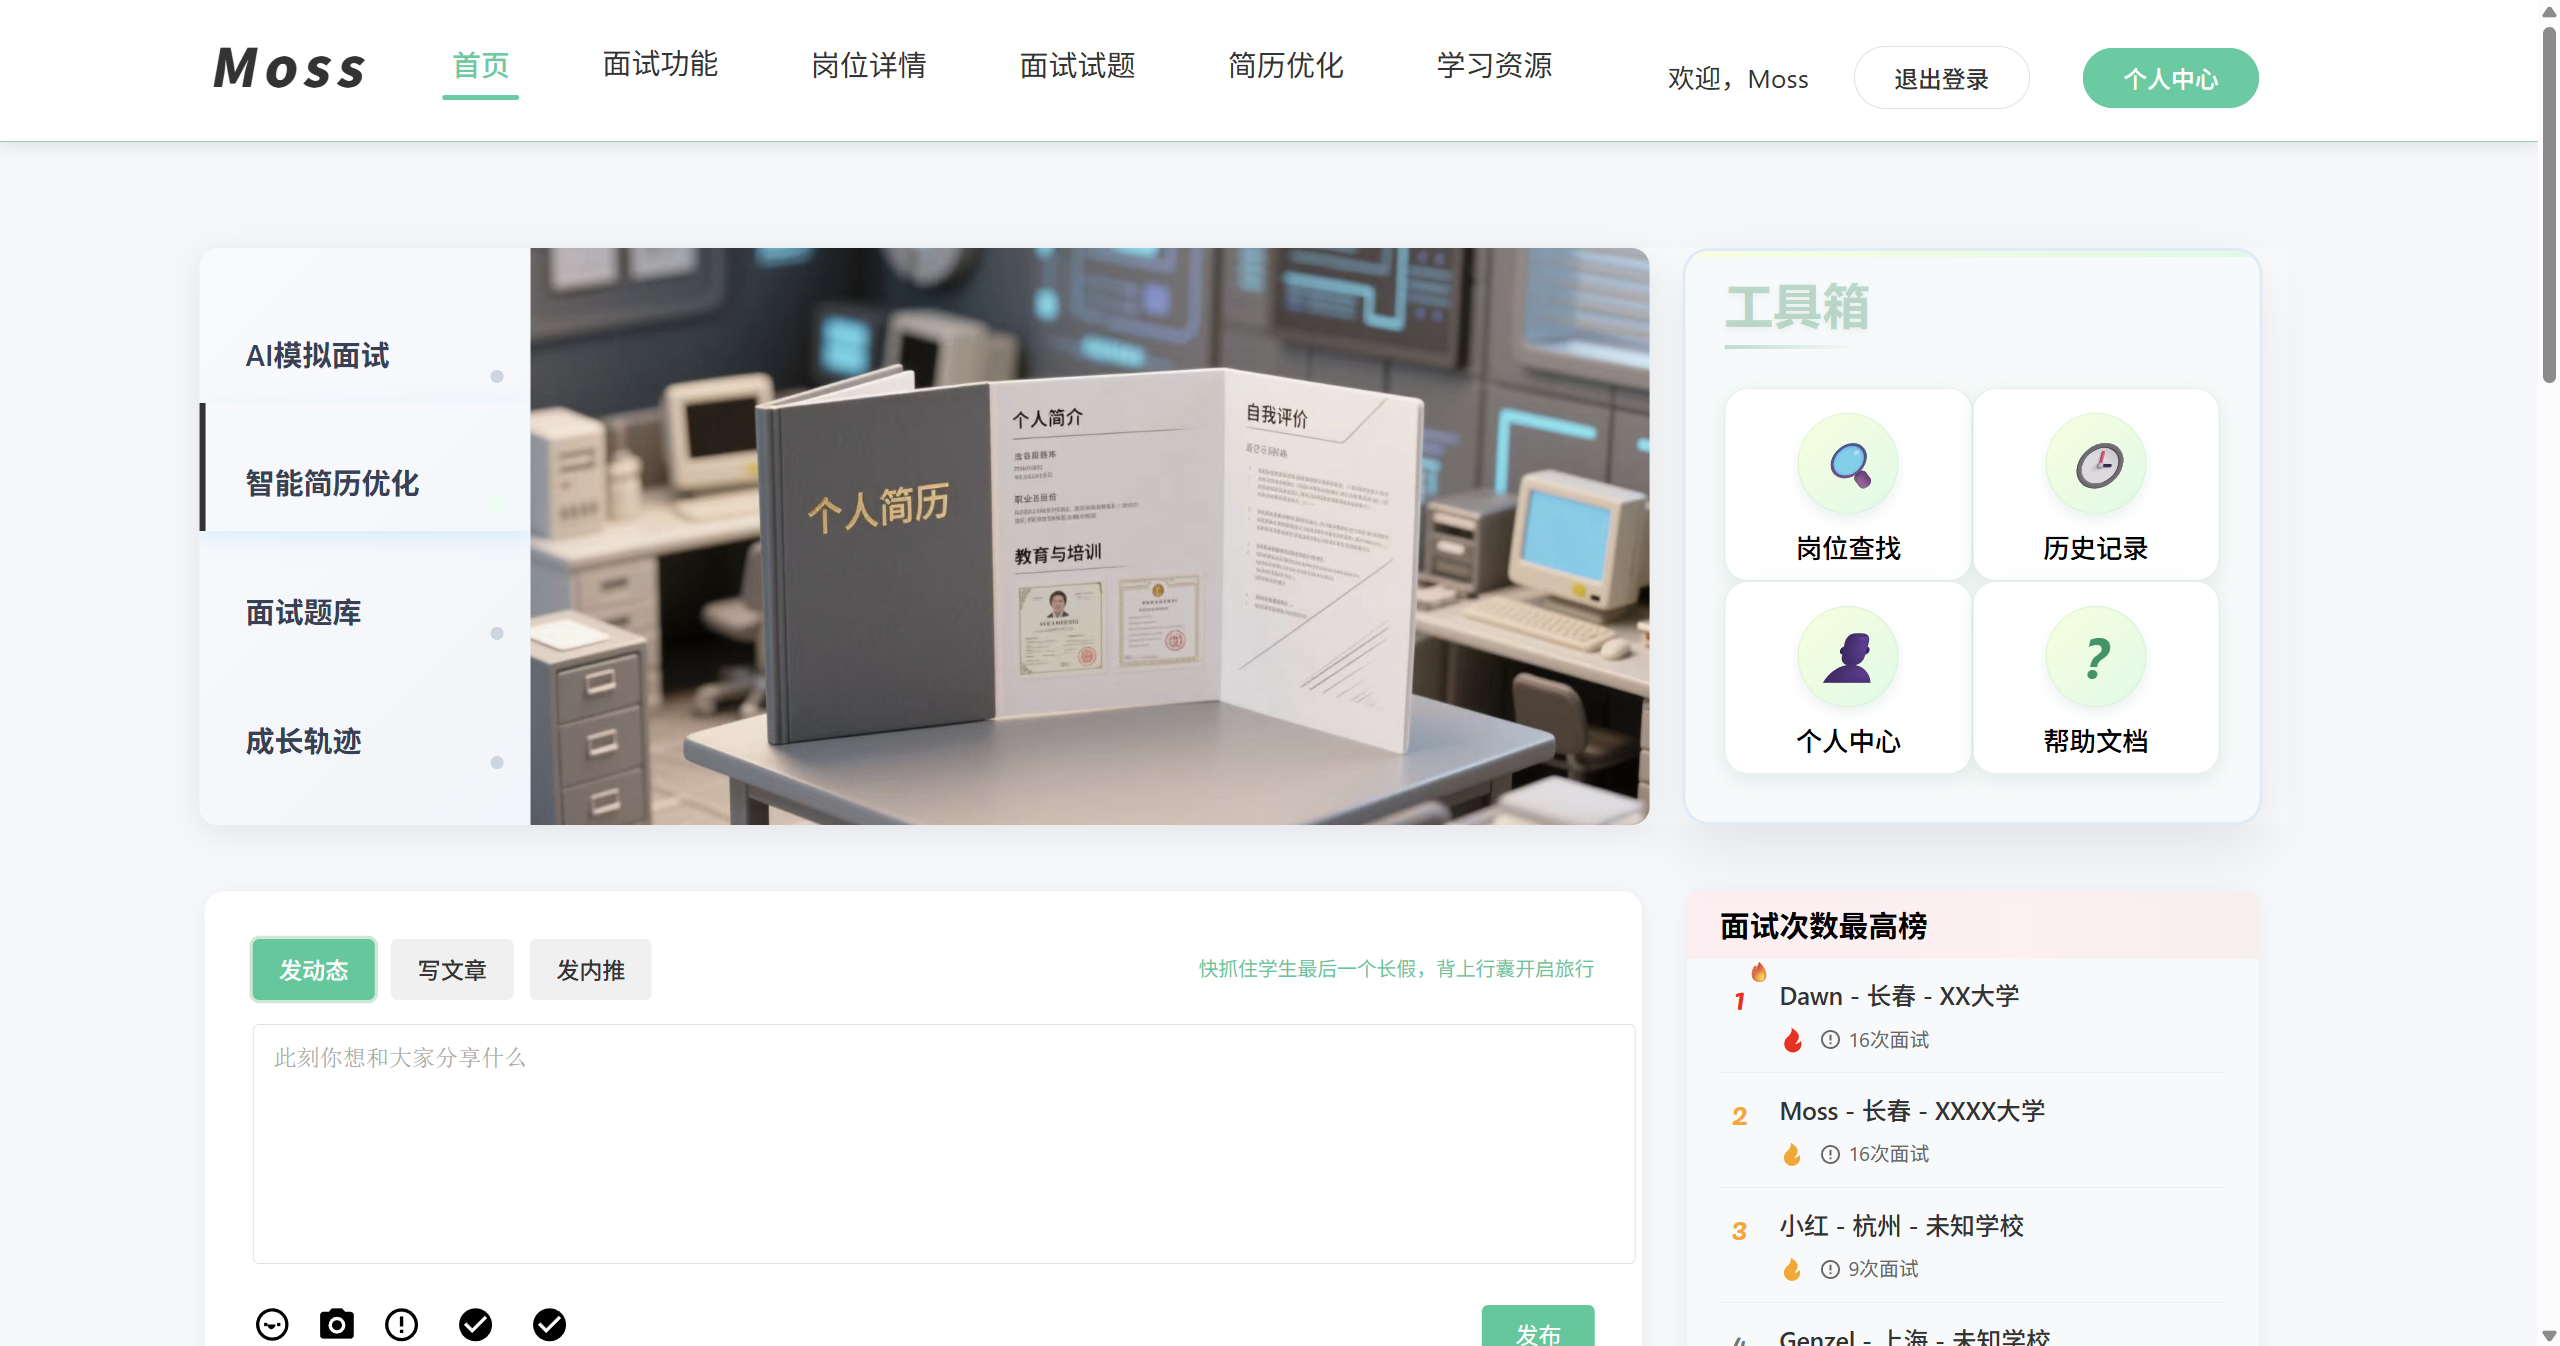 Moss
首页
面试功能
岗位详情
面试试题
简历优化
学习资源
欢迎，Moss
退出登录
个人中心
AI模拟面试
智能简历优化
面试题库
成长轨迹
个人简历
个人简介
教育与培训
自我评价
工具箱
岗位查找
历史记录
个人中心
帮助文档
发动态
写文章
发内推
快抓住学生最后一个长假，背上行囊开启旅行
此刻你想和大家分享什么
发布
面试次数最高榜
1
Dawn - 长春 - XX大学
16次面试
2
Moss - 长春 - XXXX大学
16次面试
3
小红 - 杭州 - 未知学校
9次面试
4
Genzel - 上海 - 未知学校